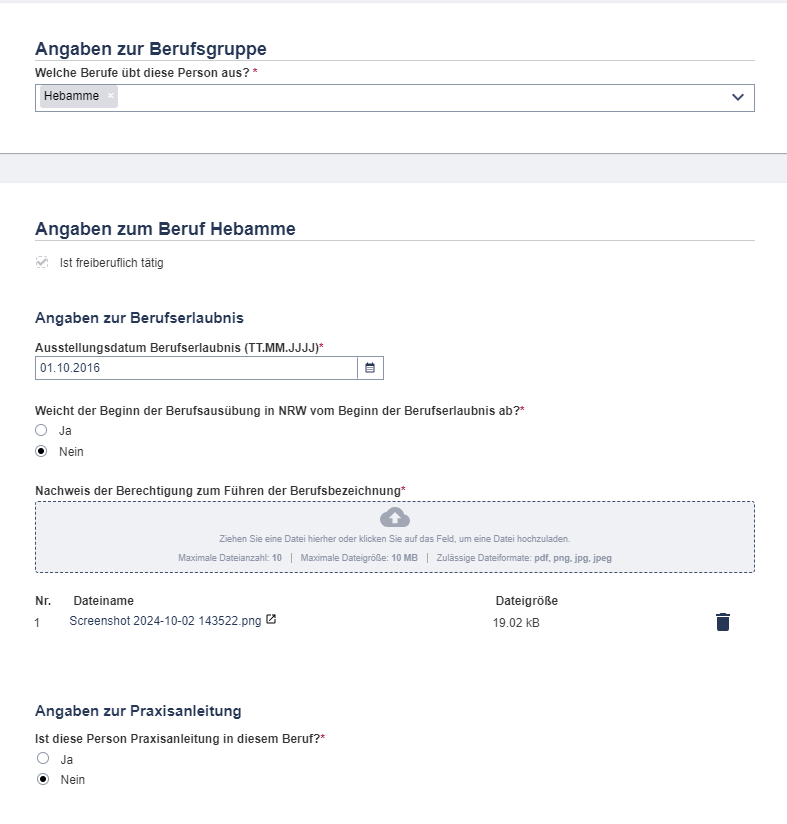 Angaben zur Berufsgruppe
Welche Berufe übt diese Person aus? *
Hebamme ×
Angaben zum Beruf Hebamme
Ist freiberuflich tätig
Angaben zur Berufserlaubnis
Ausstellungsdatum Berufserlaubnis (TT.MM.JJJJ)*
01.10.2016
Weicht der Beginn der Berufsausübung in NRW vom Beginn der Berufserlaubnis ab?*
Ja
Nein
Nachweis der Berechtigung zum Führen der Berufsbezeichnung*
Ziehen Sie eine Datei hierher oder klicken Sie auf das Feld, um eine Datei hochzuladen.
Maximale Dateianzahl: 10 | Maximale Dateigröße: 10 MB | Zulässige Dateiformate: pdf, png, jpg, jpeg
Nr. Dateiname Dateigröße
1 Screenshot 2024-10-02 143522.png 19.02 kB
Angaben zur Praxisanleitung
Ist diese Person Praxisanleitung in diesem Beruf?*
Ja
Nein